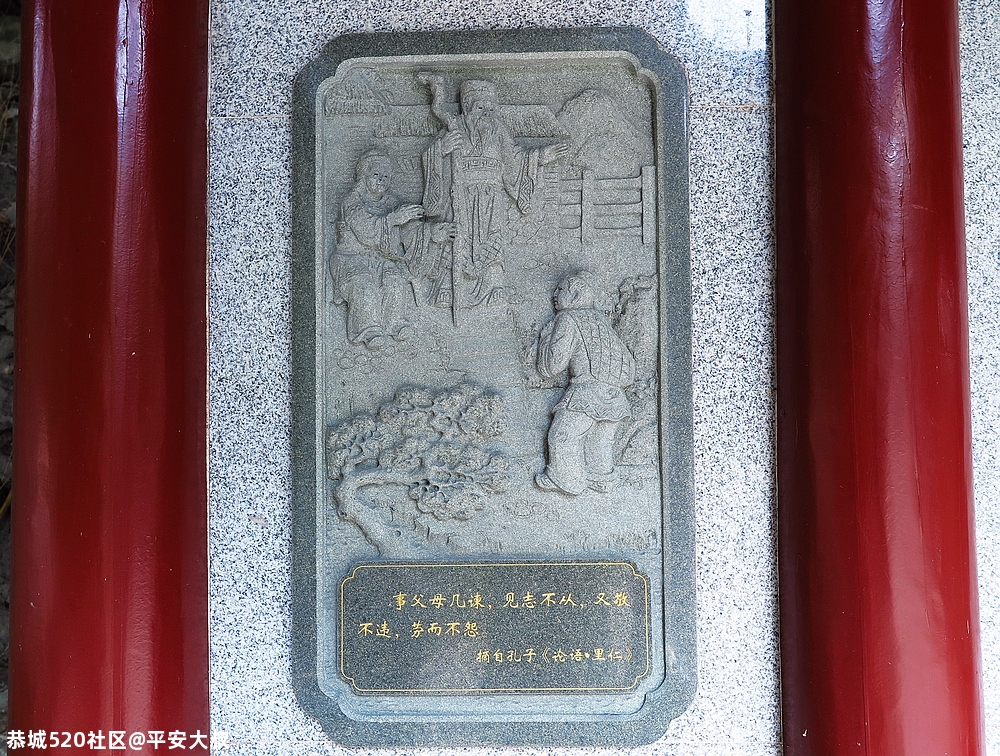 事父母几谏，见志不从，又敬
不违，劳而不怨
摘自孔子《论语·里仁》
恭城520社区@平安大叔